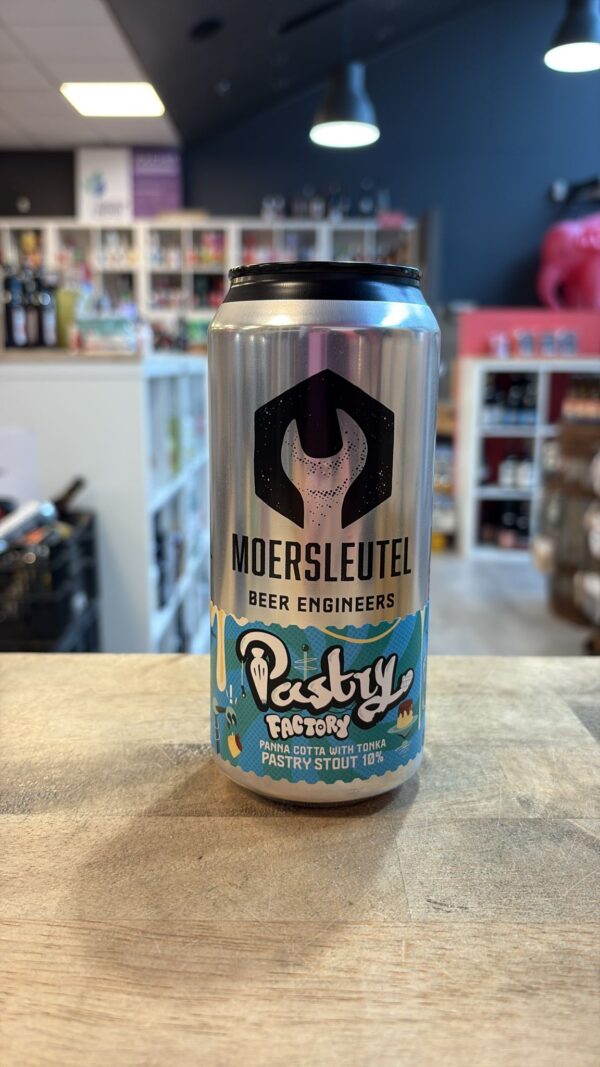 MOERSLEUTEL
BEER ENGINEERS
Pastry
FACTORY
PANNA COTTA WITH TONKA
PASTRY STOUT 10%